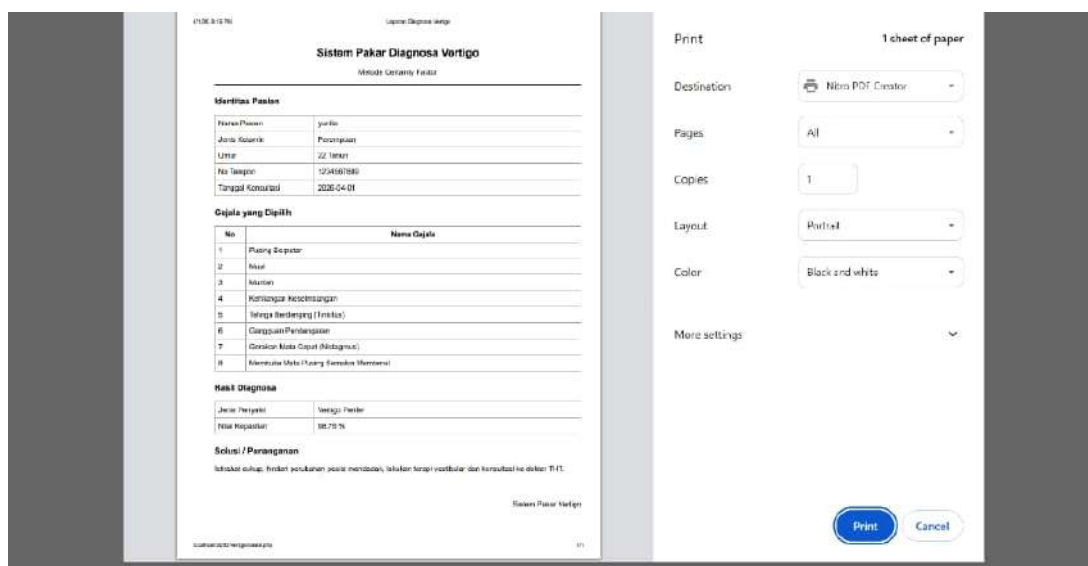 Laporan Diagnosa Vertigo
Sistem Pakar Diagnosa Vertigo
Metode Certainty Factor
Identitas Pasien
Nama Pasien
Jenis Kelamin Perempuan
Umur 22 Tahun
No Telepon
Tanggal Konsultasi 2026-04-01
Gejala yang Dipilih
No Nama Gejala
1 Pusing Berputar
2 Mual
3 Muntah
4 Kehilangan Keseimbangan
5 Telinga Berdenging (Tinnitus)
6 Gangguan Pendengaran
7 Gerakan Mata Cepat (Nistagmus)
8 Membuka Mata Pusing Semakin Memberat
Hasil Diagnosa
Jenis Penyakit Vertigo Perifer
Nilai Kepastian %
Solusi / Penanganan
Istirahat cukup, hindari perubahan posisi mendadak, lakukan terapi vestibular dan konsultasi ke dokter THT.
Sistem Pakar Vertigo
1/1
Print 1 sheet of paper
Destination Nitro PDF Creator
Pages All
Copies 1
Layout Portrait
Color Black and white
More settings
Print Cancel